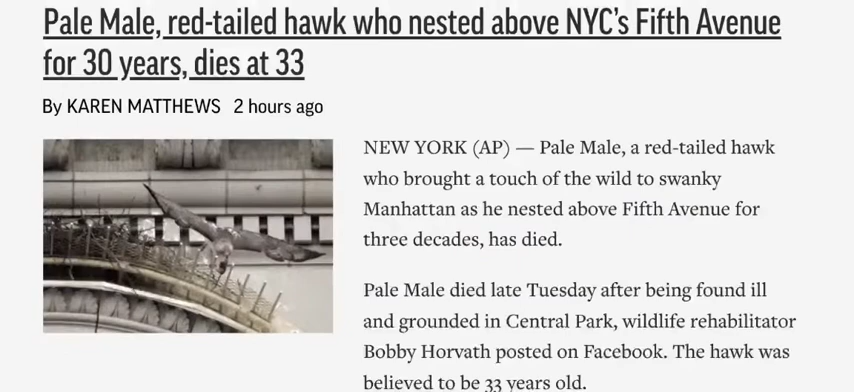 Pale Male, red-tailed hawk who nested above NYC's Fifth Avenue
for 30 years, dies at 33
By KAREN MATTHEWS 2 hours ago
NEW YORK (AP) — Pale Male, a red-tailed hawk
who brought a touch of the wild to swanky
Manhattan as he nested above Fifth Avenue for
three decades, has died.
Pale Male died late Tuesday after being found ill
and grounded in Central Park, wildlife rehabilitator
Bobby Horvath posted on Facebook. The hawk was
believed to be 33 years old.